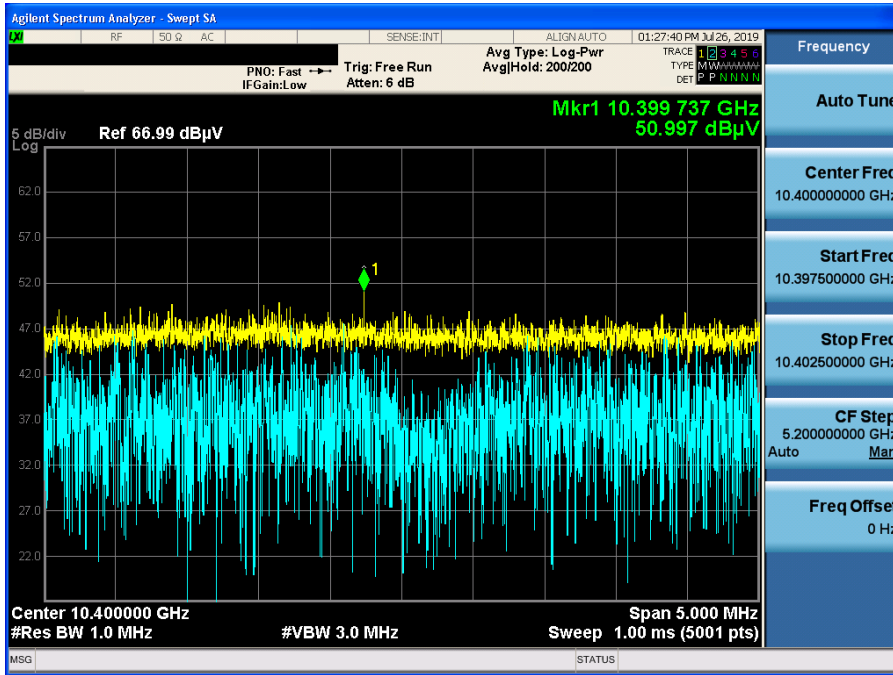 Agilent Spectrum Analyzer - Swept SA
LXI RF 50 Ω AC SENSE:INT ALIGNAUTO 01:27:40 PM Jul 26, 2019
PNO: Fast
IFGain:Low
Trig: Free Run
Atten: 6 dB
Avg Type: Log-Pwr
Avg|Hold: 200/200
TRACE 1 2 3 4 5 6
TYPE MWWWWW
DET P P N N N N
Mkr1 10.399 737 GHz
50.997 dBµV
5 dB/div
Log
Ref 66.99 dBµV
62.0
57.0
52.0
47.0
42.0
37.0
32.0
27.0
22.0
1
Center 10.400000 GHz
Span 5.000 MHz
#Res BW 1.0 MHz
#VBW 3.0 MHz
Sweep 1.00 ms (5001 pts)
MSG
STATUS
Frequency
Auto Tune
Center Freq
10.400000000 GHz
Start Freq
10.397500000 GHz
Stop Freq
10.402500000 GHz
CF Step
5.200000000 GHz
Auto Man
Freq Offset
0 Hz